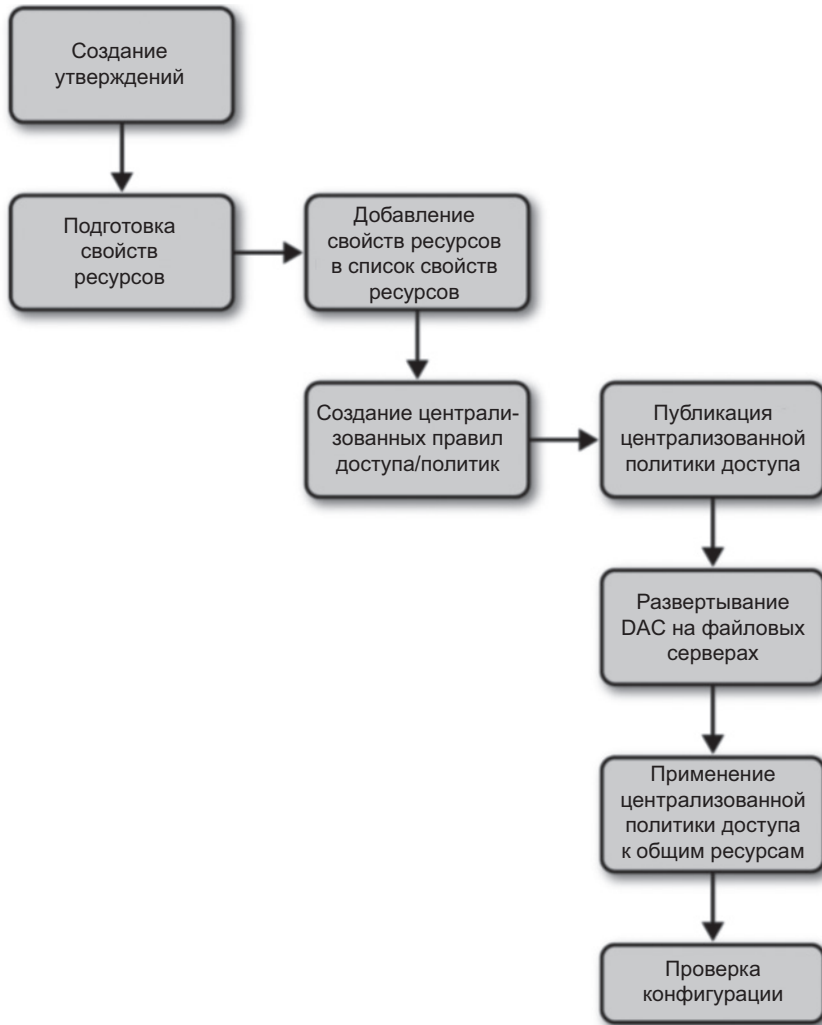 Создание
утверждений
Подготовка
свойств
ресурсов
Добавление
свойств ресурсов
в список свойств
ресурсов
Создание централи-
зованных правил
доступа/политик
Публикация
централизованной
политики доступа
Развертывание
DAC на файловых
серверах
Применение
централизованной
политики доступа
к общим ресурсам
Проверка
конфигурации